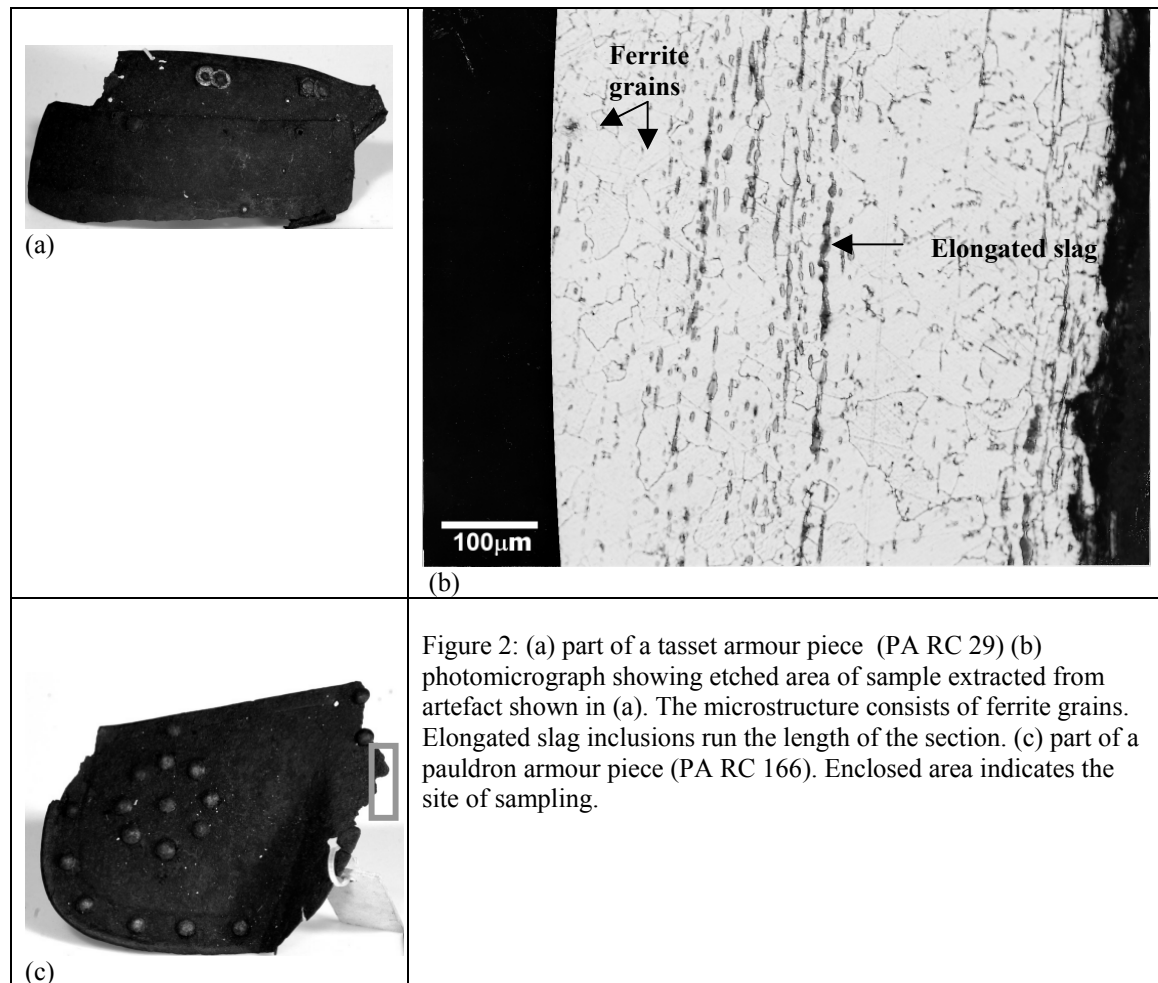 (a)
Ferrite
grains
Elongated slag
100µm
(b)
(c)
Figure 2: (a) part of a tasset armour piece (PA RC 29) (b)
photomicrograph showing etched area of sample extracted from
artefact shown in (a). The microstructure consists of ferrite grains.
Elongated slag inclusions run the length of the section. (c) part of a
pauldron armour piece (PA RC 166). Enclosed area indicates the
site of sampling.